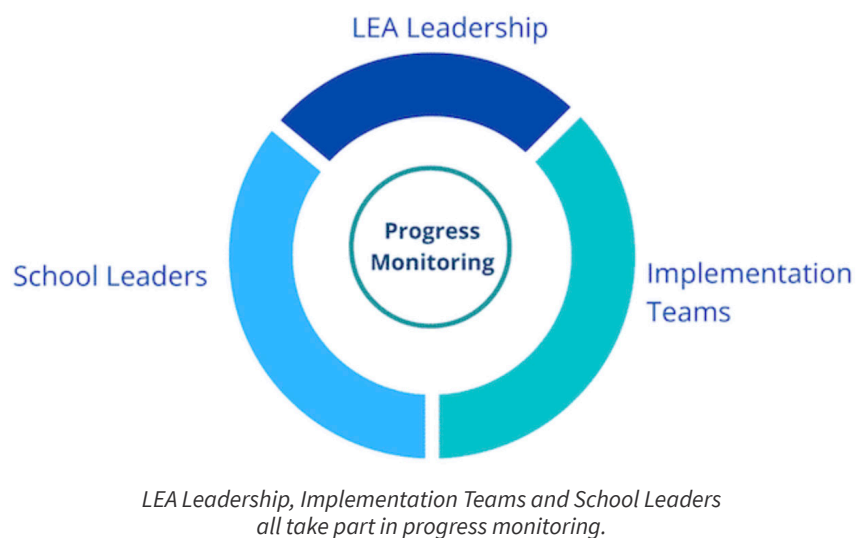 LEA Leadership
Progress
Monitoring
School Leaders
Implementation
Teams
LEA Leadership, Implementation Teams and School Leaders
all take part in progress monitoring.